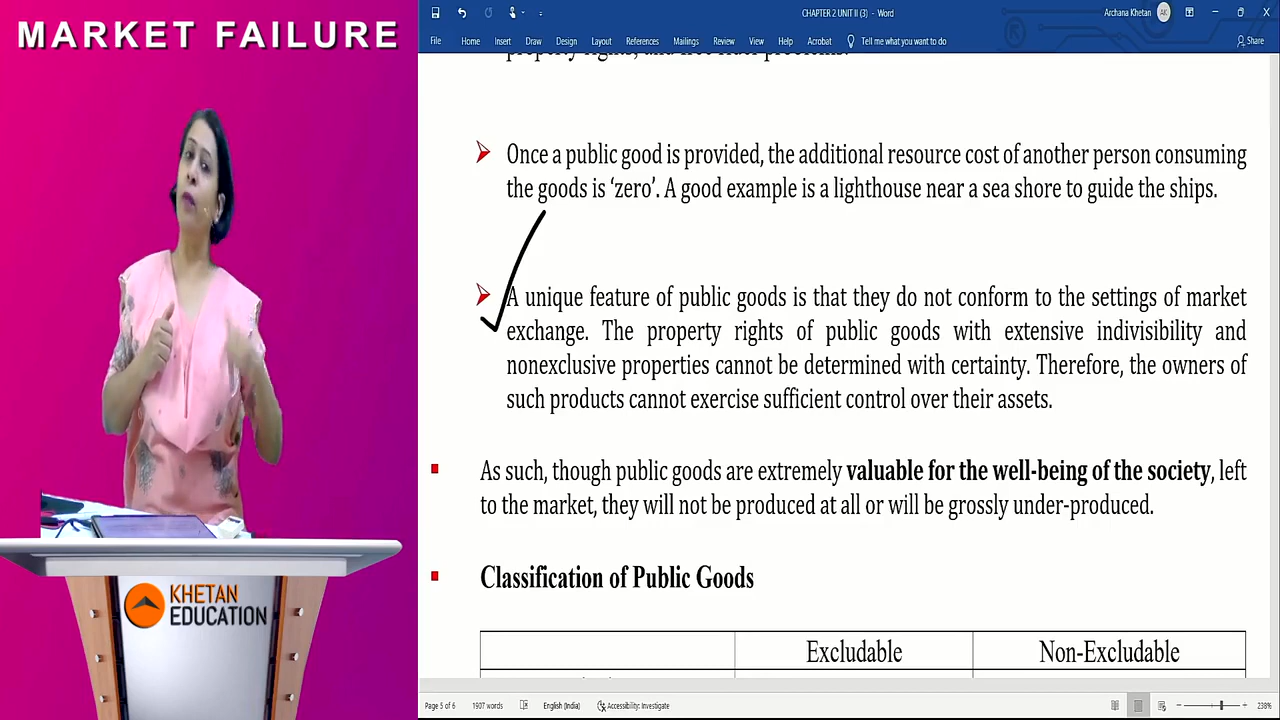 MARKET FAILURE
CHAPTER 2 UNIT II (3) - Word
Archana Khetan
AK
File Home Insert Draw Design Layout References Mailings Review View Help Acrobat Tell me what you want to do
Share
Once a public good is provided, the additional resource cost of another person consuming
the goods is ‘zero’. A good example is a lighthouse near a sea shore to guide the ships.
A unique feature of public goods is that they do not conform to the settings of market
exchange. The property rights of public goods with extensive indivisibility and
nonexclusive properties cannot be determined with certainty. Therefore, the owners of
such products cannot exercise sufficient control over their assets.
As such, though public goods are extremely valuable for the well-being of the society, left
to the market, they will not be produced at all or will be grossly under-produced.
Classification of Public Goods
Excludable Non-Excludable
KHETAN
EDUCATION
Page 5 of 6 1907 words English (India) Accessibility: Investigate
238%